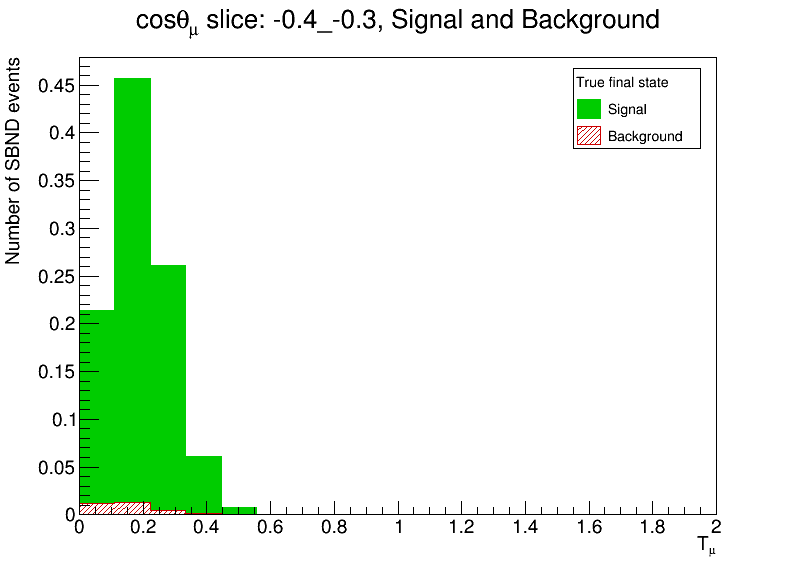 cosθμ slice: -0.4_-0.3, Signal and Background
Number of SBND events
True final state
Signal
Background
0.45
0.4
0.35
0.3
0.25
0.2
0.15
0.1
0.05
0
0 0.2 0.4 0.6 0.8 1 1.2 1.4 1.6 1.8 2
Tμ